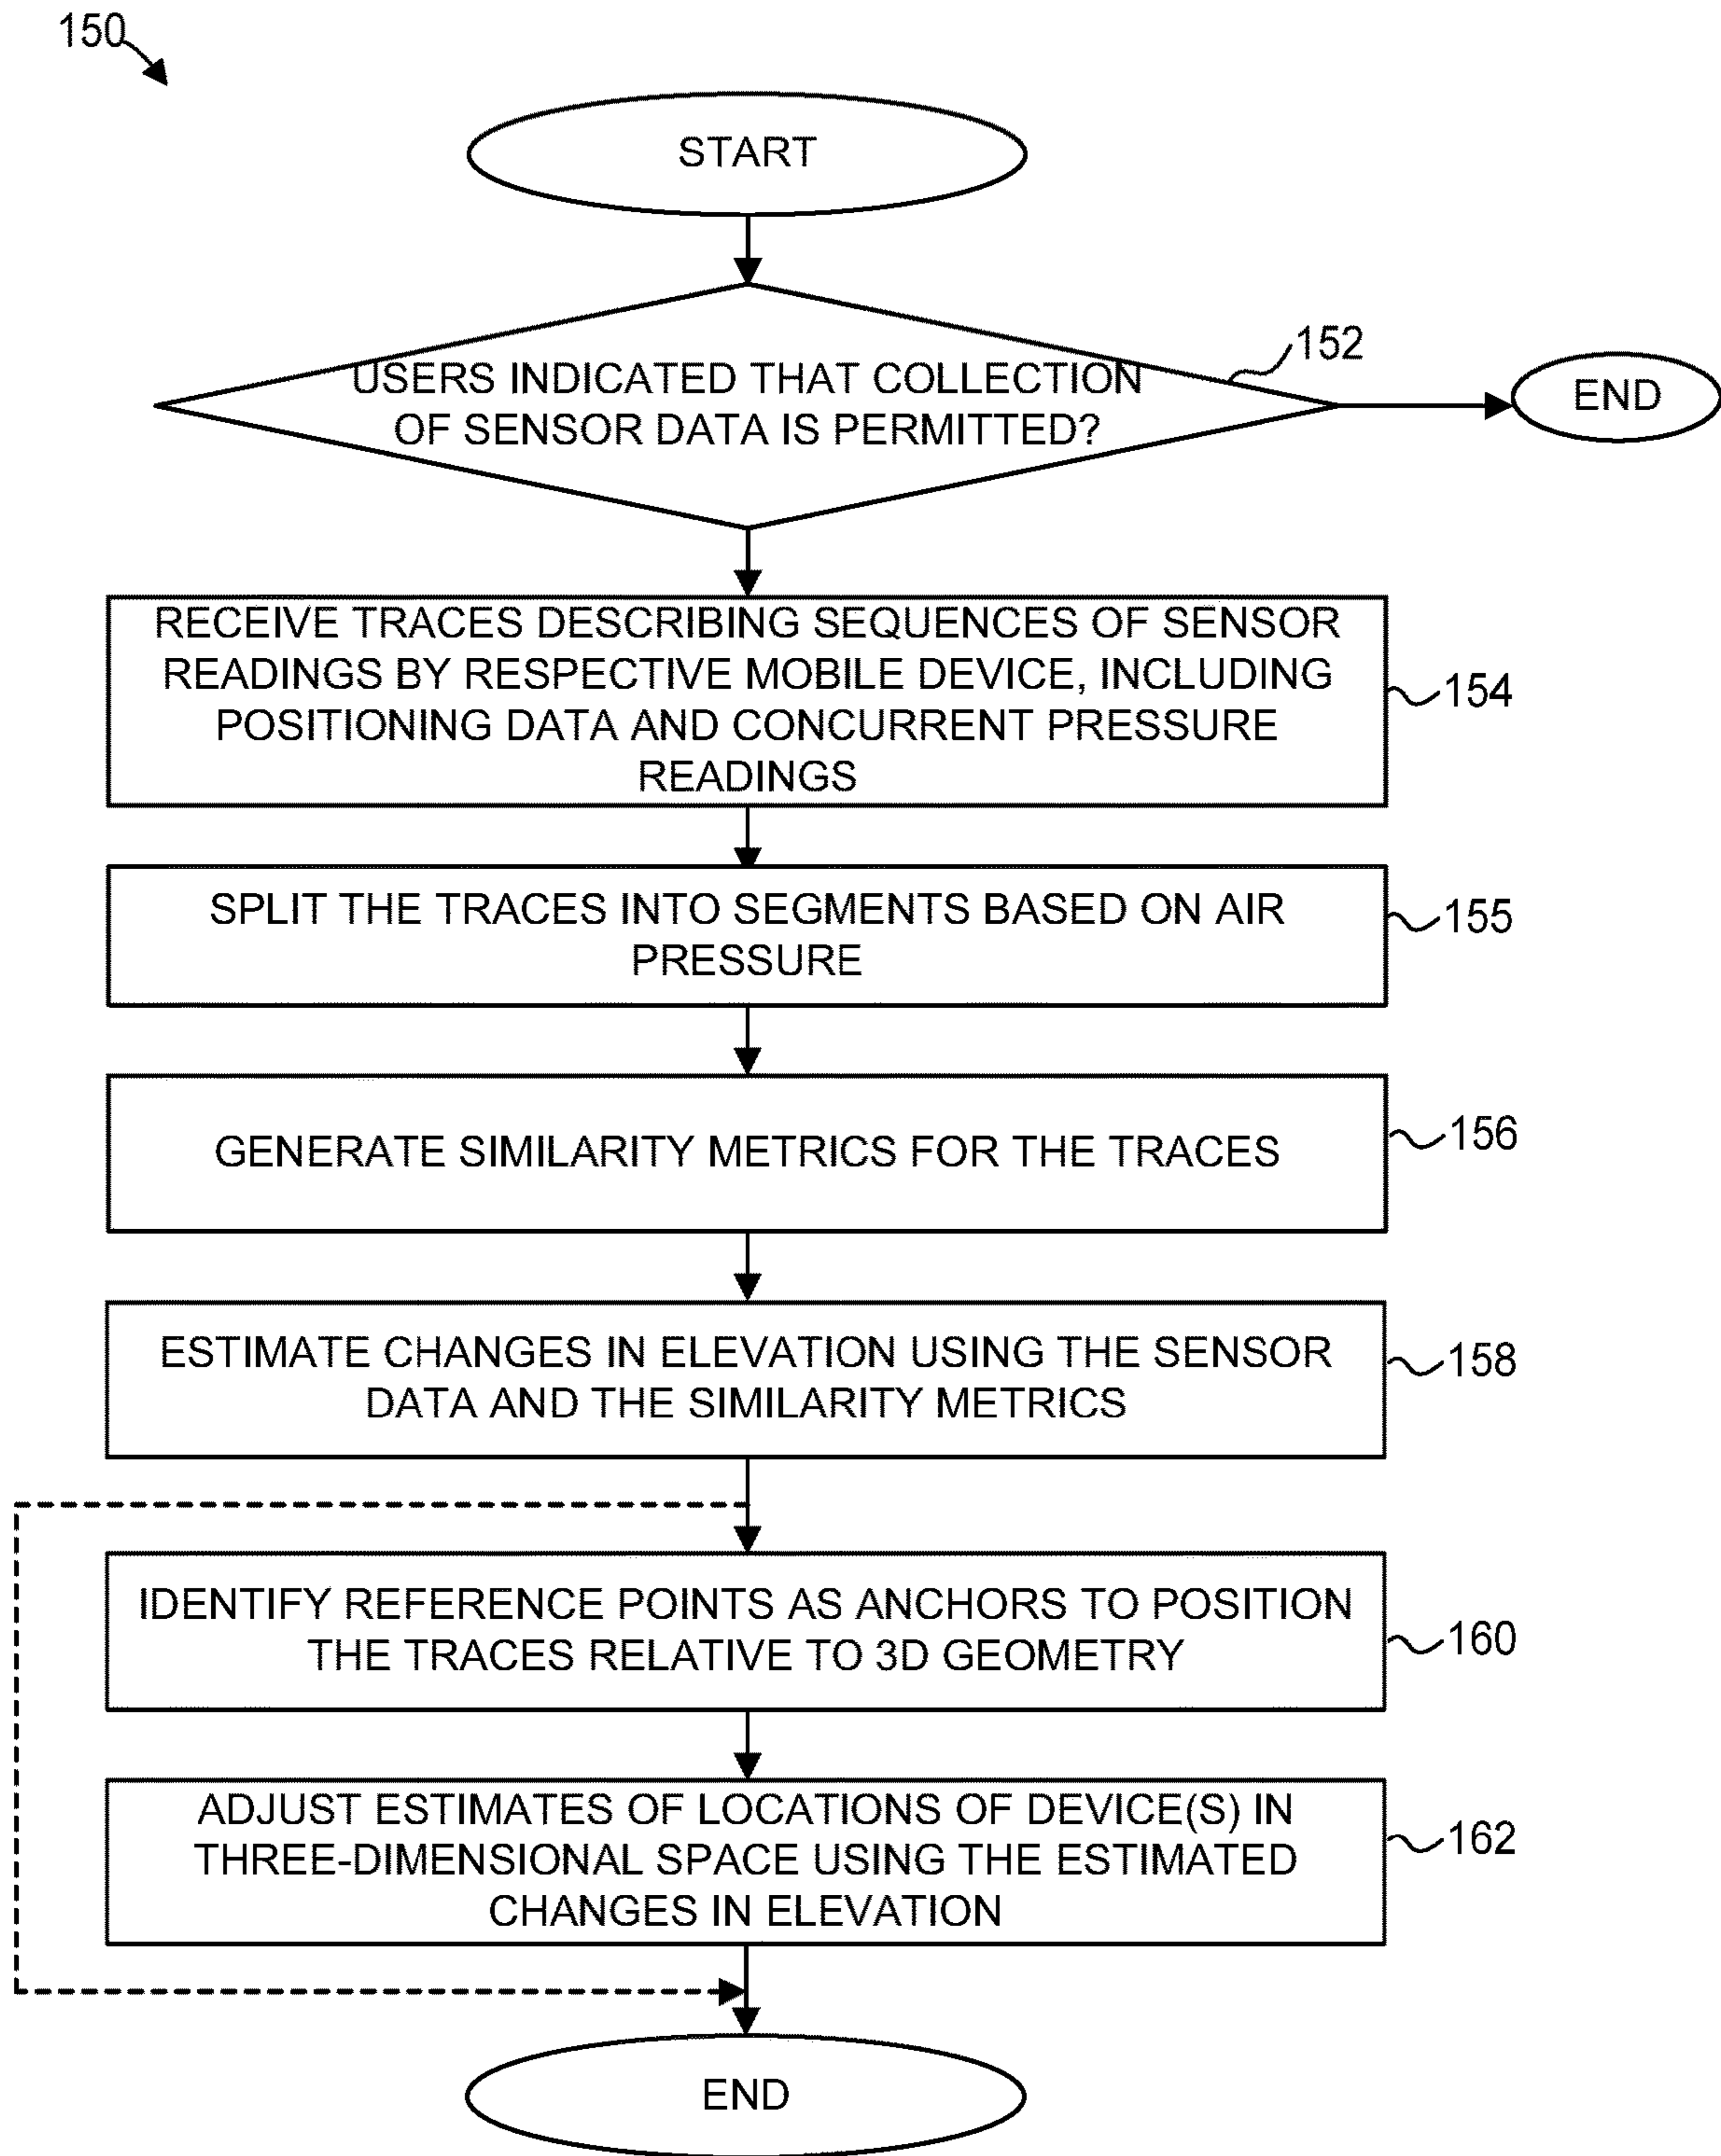 150
START
USERS INDICATED THAT COLLECTION
OF SENSOR DATA IS PERMITTED?
152
END
RECEIVE TRACES DESCRIBING SEQUENCES OF SENSOR
READINGS BY RESPECTIVE MOBILE DEVICE, INCLUDING
POSITIONING DATA AND CONCURRENT PRESSURE
READINGS
154
SPLIT THE TRACES INTO SEGMENTS BASED ON AIR
PRESSURE
155
GENERATE SIMILARITY METRICS FOR THE TRACES
156
ESTIMATE CHANGES IN ELEVATION USING THE SENSOR
DATA AND THE SIMILARITY METRICS
158
IDENTIFY REFERENCE POINTS AS ANCHORS TO POSITION
THE TRACES RELATIVE TO 3D GEOMETRY
160
ADJUST ESTIMATES OF LOCATIONS OF DEVICE(S) IN
THREE-DIMENSIONAL SPACE USING THE ESTIMATED
CHANGES IN ELEVATION
162
END